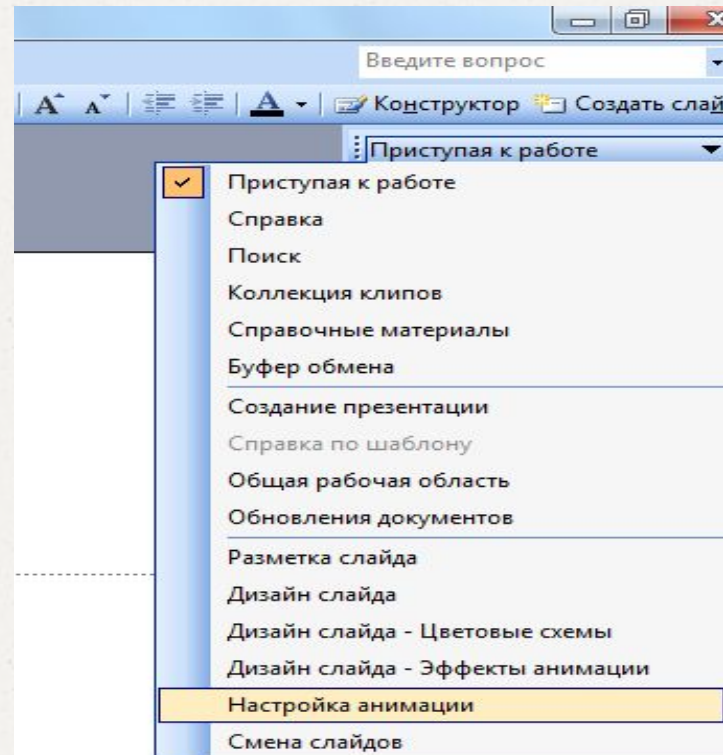 Введите вопрос
A A A Конструктор Создать слай
Приступая к работе
Приступая к работе
Справка
Поиск
Коллекция клипов
Справочные материалы
Буфер обмена
Создание презентации
Справка по шаблону
Общая рабочая область
Обновления документов
Разметка слайда
Дизайн слайда
Дизайн слайда - Цветовые схемы
Дизайн слайда - Эффекты анимации
Настройка анимации
Смена слайдов